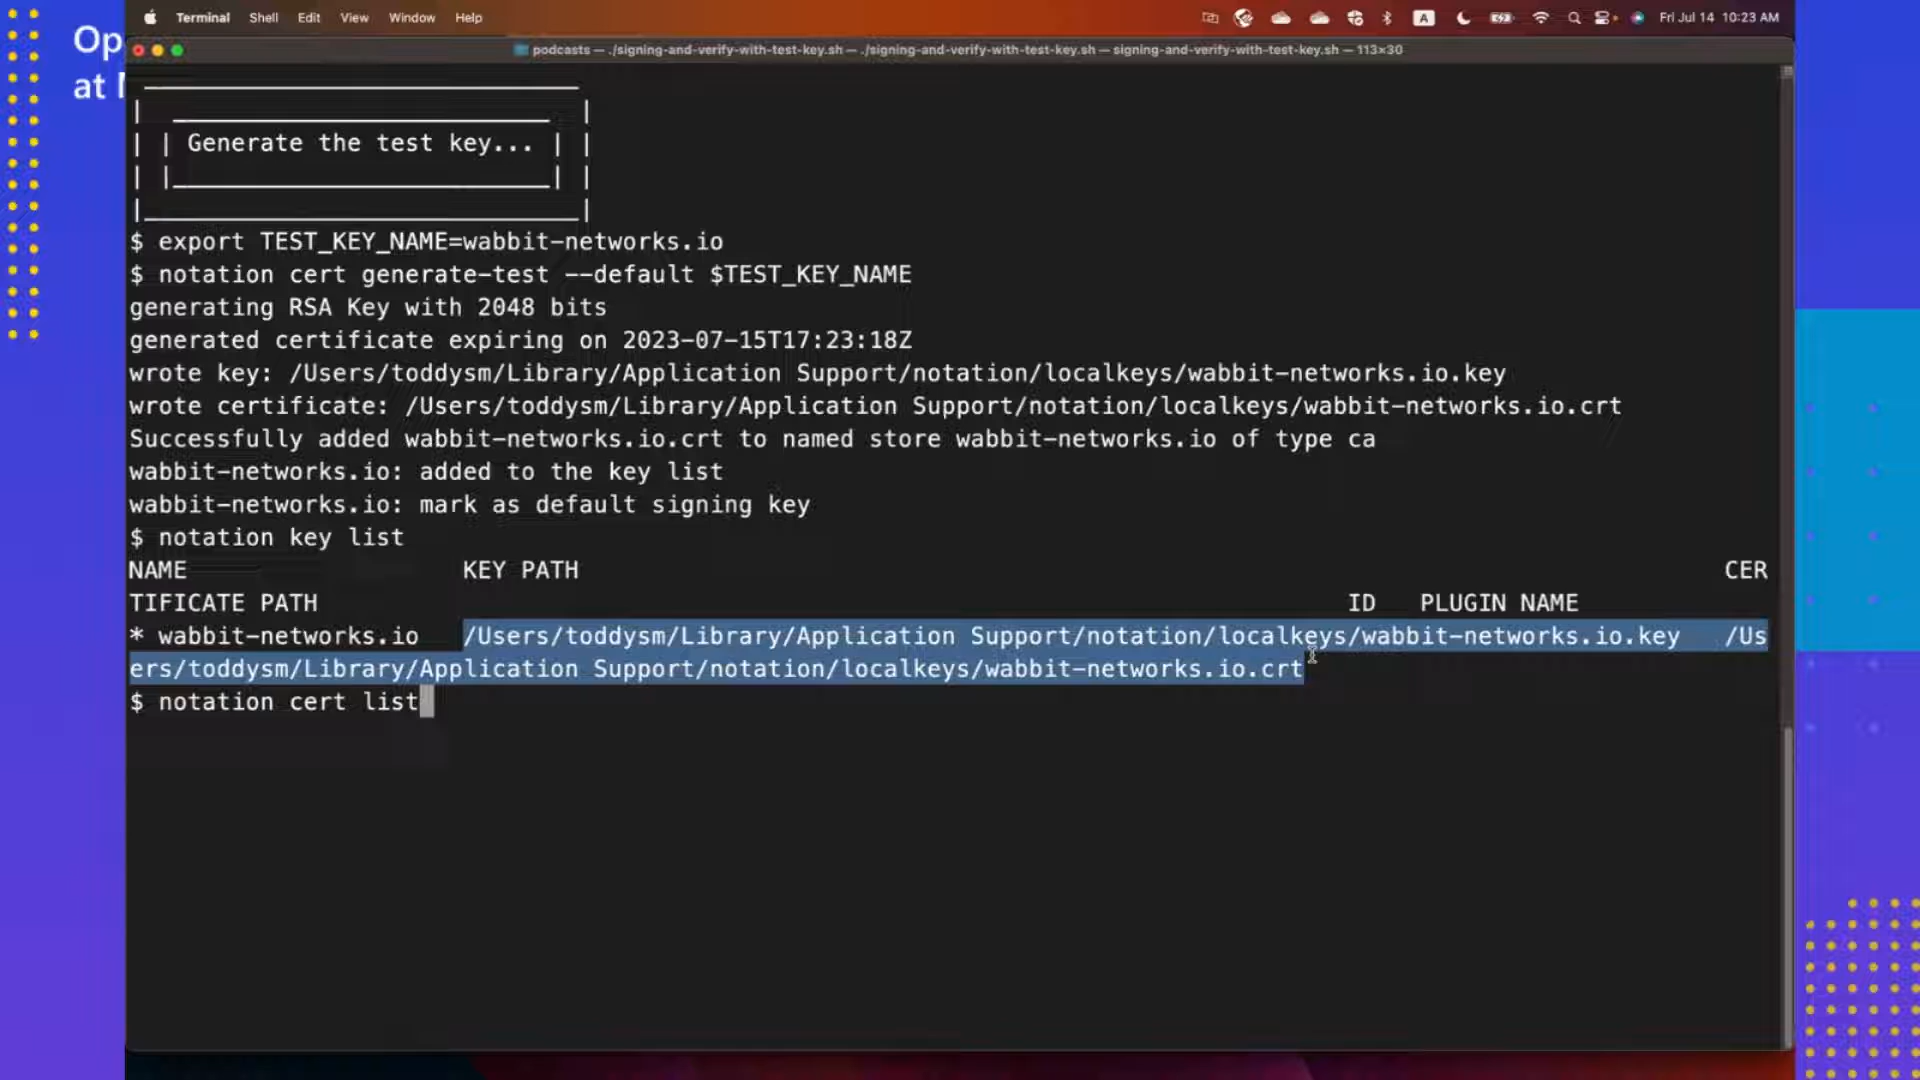 Terminal Shell Edit View Window Help A Fri Jul 14 10:23 AM
Op
at
podcasts — ./signing-and-verify-with-test-key.sh — ./signing-and-verify-with-test-key.sh — signing-and-verify-with-test-key.sh — 113×30
Generate the test key...
$ export TEST_KEY_NAME=wabbit-networks.io
$ notation cert generate-test --default $TEST_KEY_NAME
generating RSA Key with 2048 bits
generated certificate expiring on 2023-07-15T17:23:18Z
wrote key: /Users/toddysm/Library/Application Support/notation/localkeys/wabbit-networks.io.key
wrote certificate: /Users/toddysm/Library/Application Support/notation/localkeys/wabbit-networks.io.crt
Successfully added wabbit-networks.io.crt to named store wabbit-networks.io of type ca
wabbit-networks.io: added to the key list
wabbit-networks.io: mark as default signing key
$ notation key list
NAME KEY PATH CER
TIFICATE PATH ID PLUGIN NAME
* wabbit-networks.io /Users/toddysm/Library/Application Support/notation/localkeys/wabbit-networks.io.key /Us
ers/toddysm/Library/Application Support/notation/localkeys/wabbit-networks.io.crt
$ notation cert list